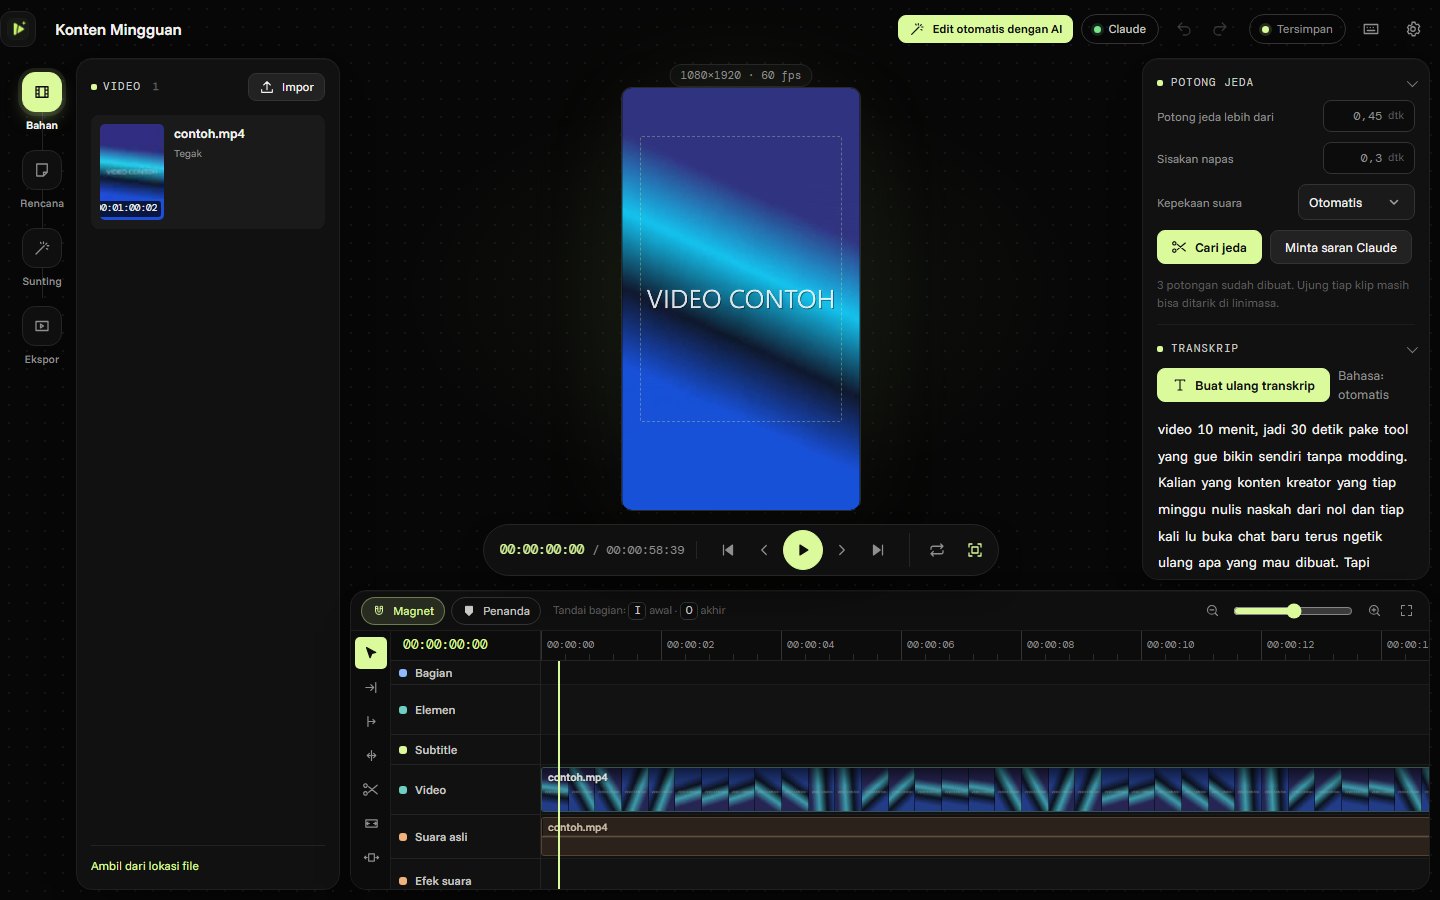 Konten Mingguan
Edit otomatis dengan AI
Claude
Tersimpan
Bahan
Rencana
Sunting
Ekspor
VIDEO 1
Impor
contoh.mp4
Tegak
00:01:00:02
Ambil dari lokasi file
1080×1920 · 60 fps
VIDEO CONTOH
00:00:00:00 / 00:00:58:39
POTONG JEDA
Potong jeda lebih dari 0,45 dtk
Sisakan napas 0,3 dtk
Kepekaan suara Otomatis
Cari jeda
Minta saran Claude
3 potongan sudah dibuat. Ujung tiap klip masih
bisa ditarik di linimasa.
TRANSKRIP
Buat ulang transkrip
Bahasa:
otomatis
video 10 menit, jadi 30 detik pake tool
yang gue bikin sendiri tanpa modding.
Kalian yang konten kreator yang tiap
minggu nulis naskah dari nol dan tiap
kali lu buka chat baru terus ngetik
ulang apa yang mau dibuat. Tapi
Magnet
Penanda
Tandai bagian: I awal · O akhir
00:00:00:00
00:00:00 00:00:02 00:00:04 00:00:06 00:00:08 00:00:10 00:00:12 00:00:1
Bagian
Elemen
Subtitle
Video
contoh.mp4
Suara asli
contoh.mp4
Efek suara